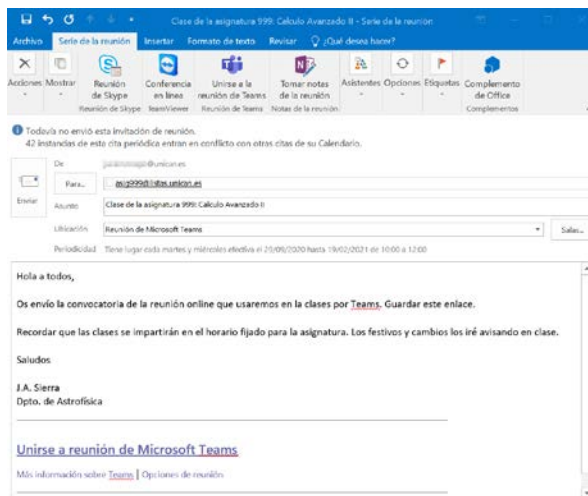 Clase de la asignatura 999: Calculo Avanzado II - Serie de la reunión
Archivo Serie de la reunión Insertar Formato de texto Revisar ¿Qué desea hacer?
Acciones Mostrar Reunión de Skype Conferencia en línea Unirse a la reunión de Teams Tomar notas de la reunión Asistentes Opciones Etiquetas Complemento de Office
Reunión de Skype TeamViewer Reunión de Teams Notas de la reunión Complementos
Todavía no envió esta invitación de reunión.
42 instancias de esta cita periódica entran en conflicto con otras citas de su Calendario.
De @unican.es
Para... asig999@listas.unican.es
Enviar
Asunto Clase de la asignatura 999: Calculo Avanzado II
Ubicación Reunión de Microsoft Teams Salas...
Periodicidad Tiene lugar cada martes y miércoles efectiva el 29/09/2020 hasta 19/02/2021 de 10:00 a 12:00
Hola a todos,
Os envío la convocatoria de la reunión online que usaremos en la clases por Teams. Guardar este enlace.
Recordar que las clases se impartirán en el horario fijado para la asignatura. Los festivos y cambios los iré avisando en clase.
Saludos
J.A. Sierra
Dpto. de Astrofísica
Unirse a reunión de Microsoft Teams
Más información sobre Teams | Opciones de reunión